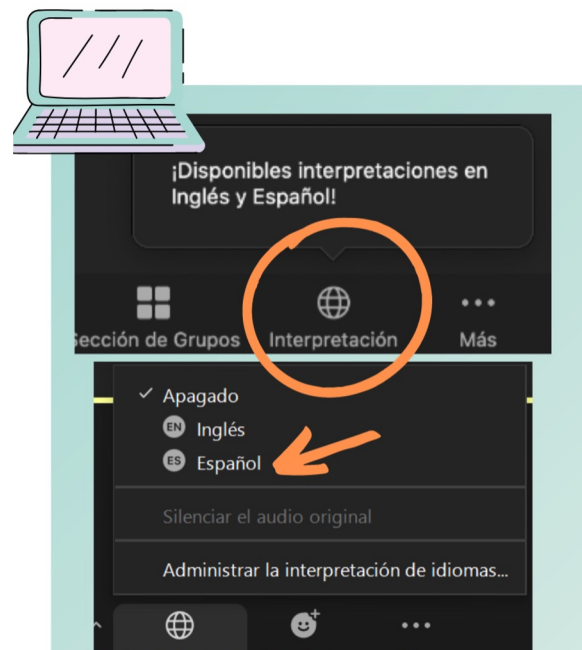 ¡Disponibles interpretaciones en
Inglés y Español!
Sección de Grupos Interpretación Más
Apagado
EN Inglés
ES Español
Silenciar el audio original
Administrar la interpretación de idiomas...